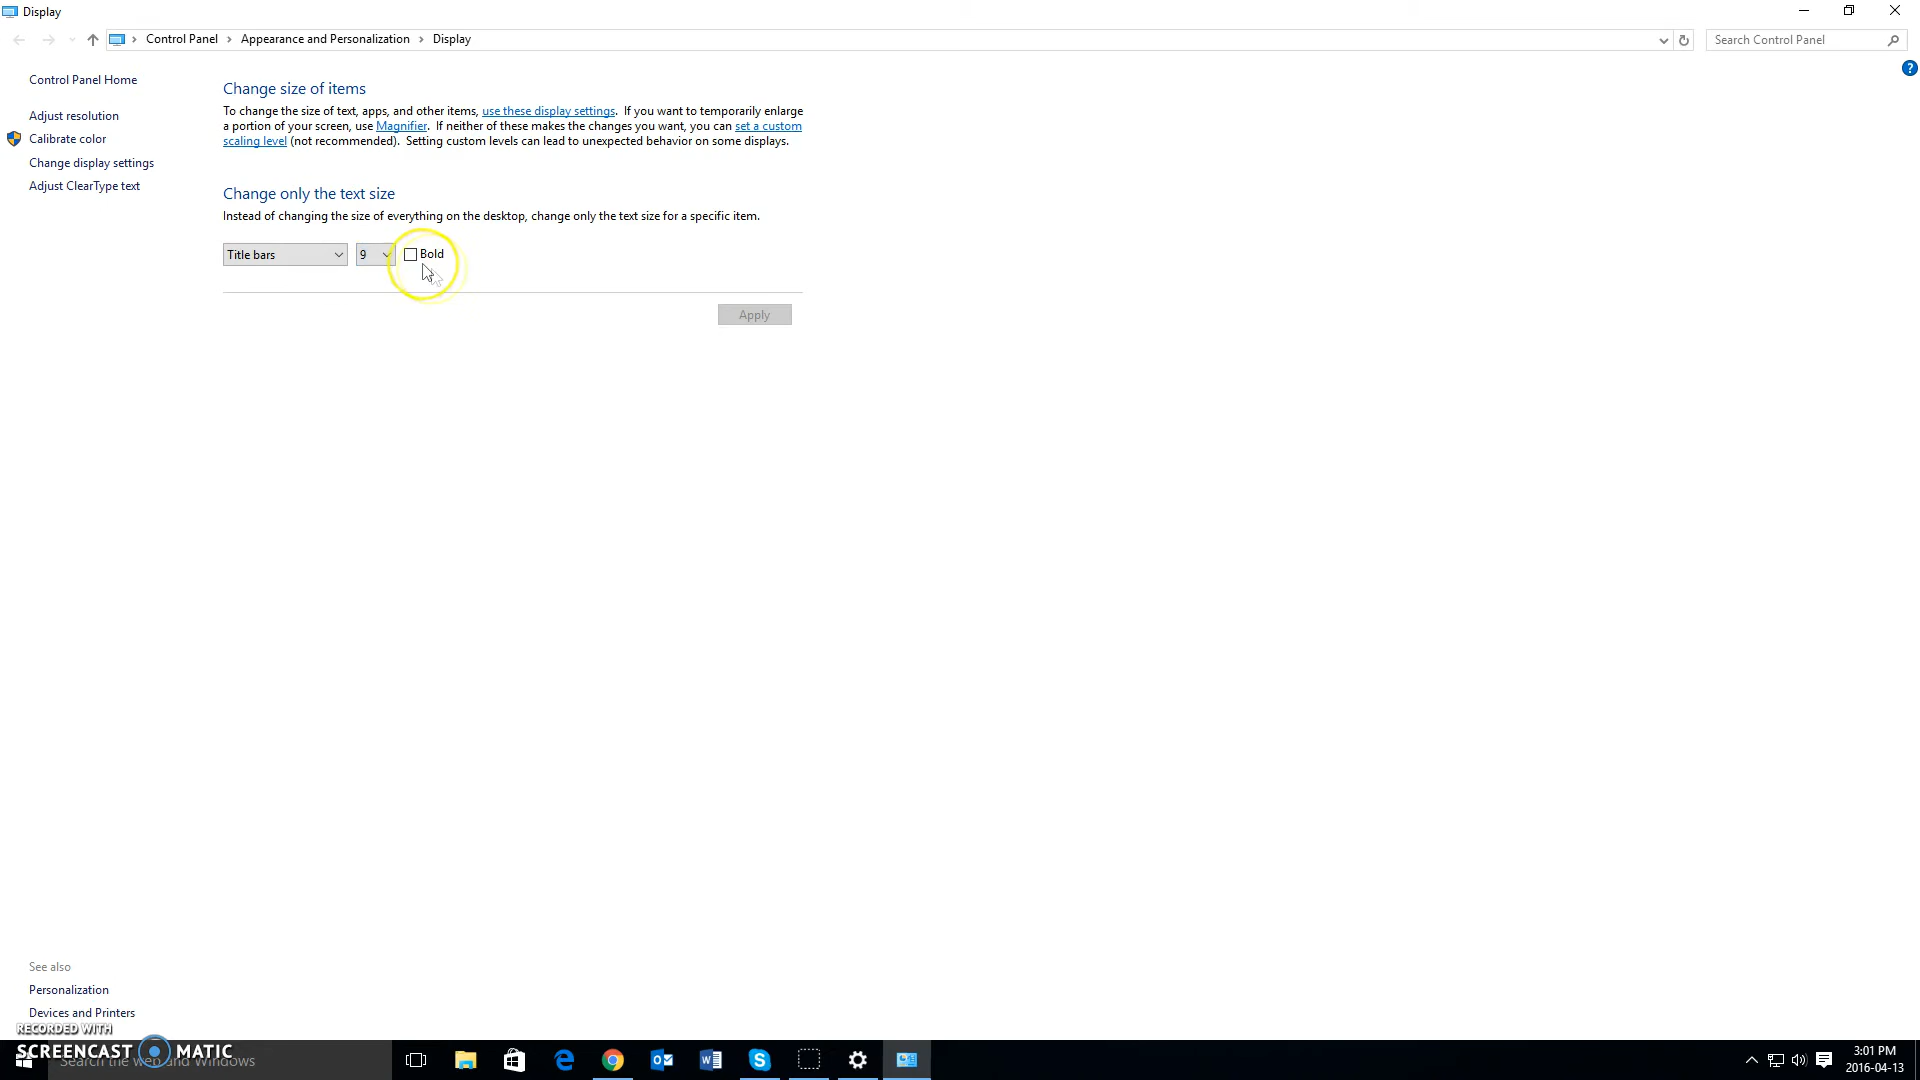 Display
Control Panel > Appearance and Personalization > Display
Search Control Panel
Control Panel Home
Adjust resolution
Calibrate color
Change display settings
Adjust ClearType text
Change size of items
To change the size of text, apps, and other items, use these display settings. If you want to temporarily enlarge
a portion of your screen, use Magnifier. If neither of these makes the changes you want, you can set a custom
scaling level (not recommended). Setting custom levels can lead to unexpected behavior on some displays.
Change only the text size
Instead of changing the size of everything on the desktop, change only the text size for a specific item.
Title bars 9 Bold
Apply
See also
Personalization
Devices and Printers
RECORDED WITH
SCREENCAST MATIC
Search the web and Windows
3:01 PM
2016-04-13